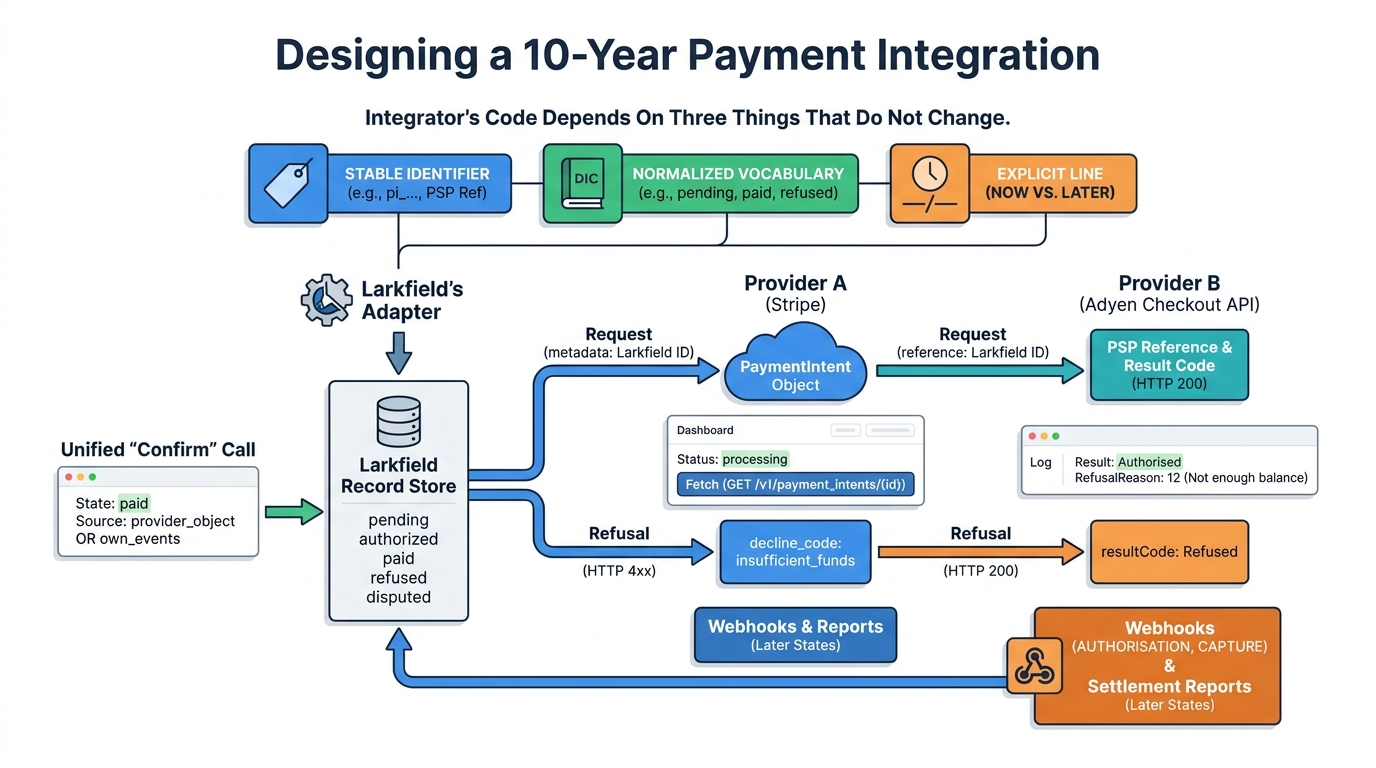 Designing a 10-Year Payment Integration
Integrator's Code Depends On Three Things That Do Not Change.
STABLE IDENTIFIER
(e.g., pi_..., PSP Ref)
DIC
NORMALIZED VOCABULARY
(e.g., pending, paid, refused)
EXPLICIT LINE
(NOW VS. LATER)
Larkfield's
Adapter
Provider A
(Stripe)
Provider B
(Adyen Checkout API)
Request
(metadata: Larkfield ID)
PaymentIntent
Object
Request
(reference: Larkfield ID)
PSP Reference &
Result Code
(HTTP 200)
Unified “Confirm” Call
State: paid
Source: provider_object
OR own_events
Larkfield
Record Store
pending
authorized
paid
refused
disputed
Dashboard
Status: processing
Fetch (GET /v1/payment_intents/(id))
Log
Result: Authorised
RefusalReason: 12 (Not enough balance)
Refusal
(HTTP 4xx)
decline_code:
insufficient_funds
Refusal
(HTTP 200)
resultCode: Refused
Webhooks & Reports
(Later States)
Webhooks
(AUTHORISATION, CAPTURE)
&
Settlement Reports
(Later States)